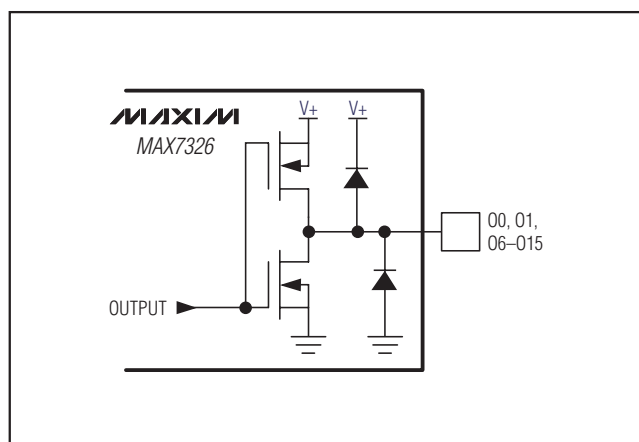 MAXIM
MAX7326
V+
V+
O0, O1,
O6–O15
OUTPUT